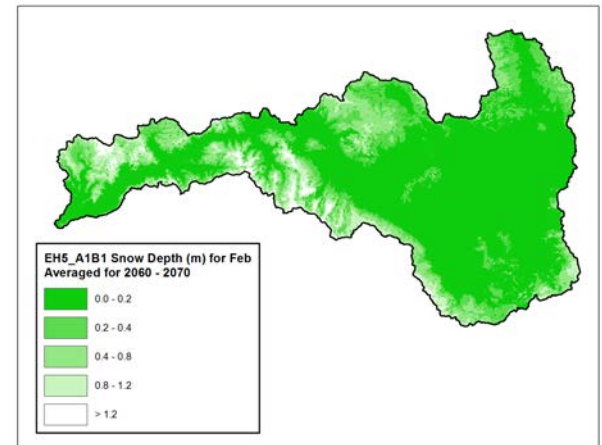 EH5_A1B1 Snow Depth (m) for Feb
Averaged for 2060 - 2070
0.0 - 0.2
0.2 - 0.4
0.4 - 0.8
0.8 - 1.2
> 1.2